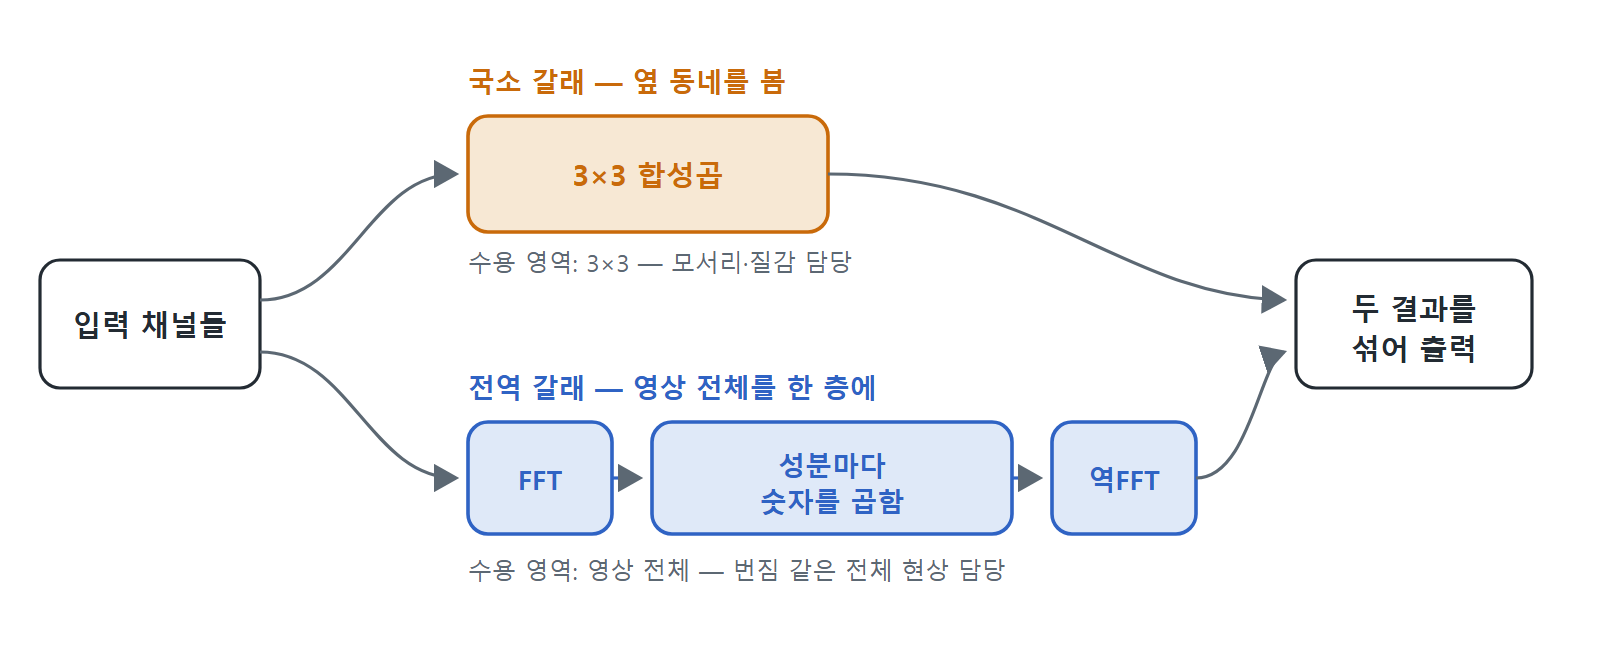 국소 갈래 — 옆 동네를 봄
3×3 합성곱
수용 영역: 3×3 — 모서리·질감 담당
입력 채널들
두 결과를
섞어 출력
전역 갈래 — 영상 전체를 한 층에
FFT
성분마다
숫자를 곱함
역FFT
수용 영역: 영상 전체 — 번짐 같은 전체 현상 담당